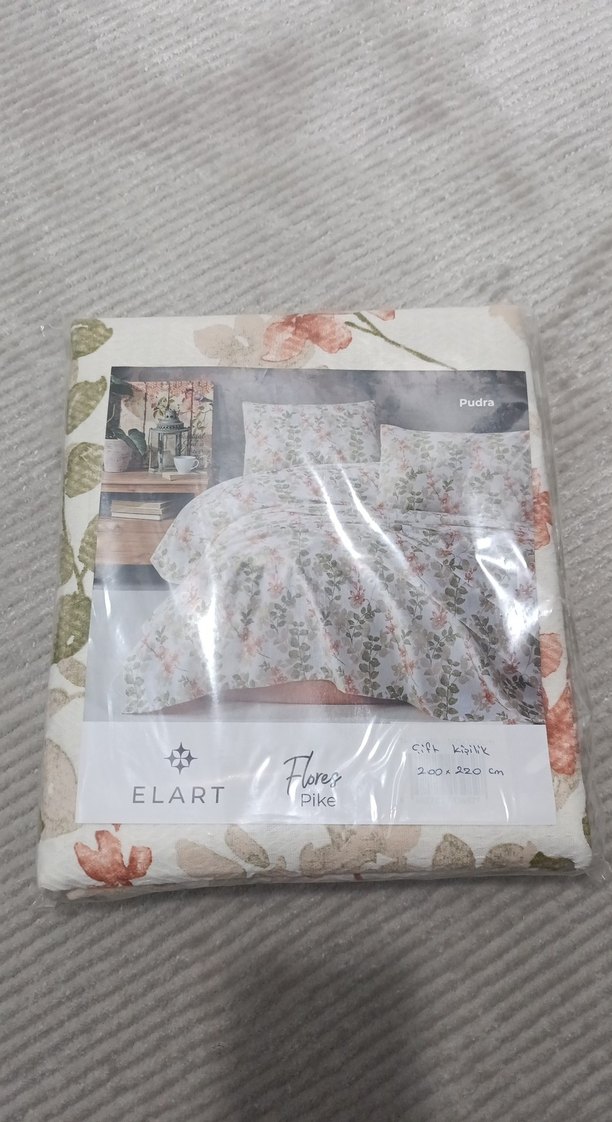 Pudra
ELART
Flores
Pike
Çift kişilik
200 x 220 cm